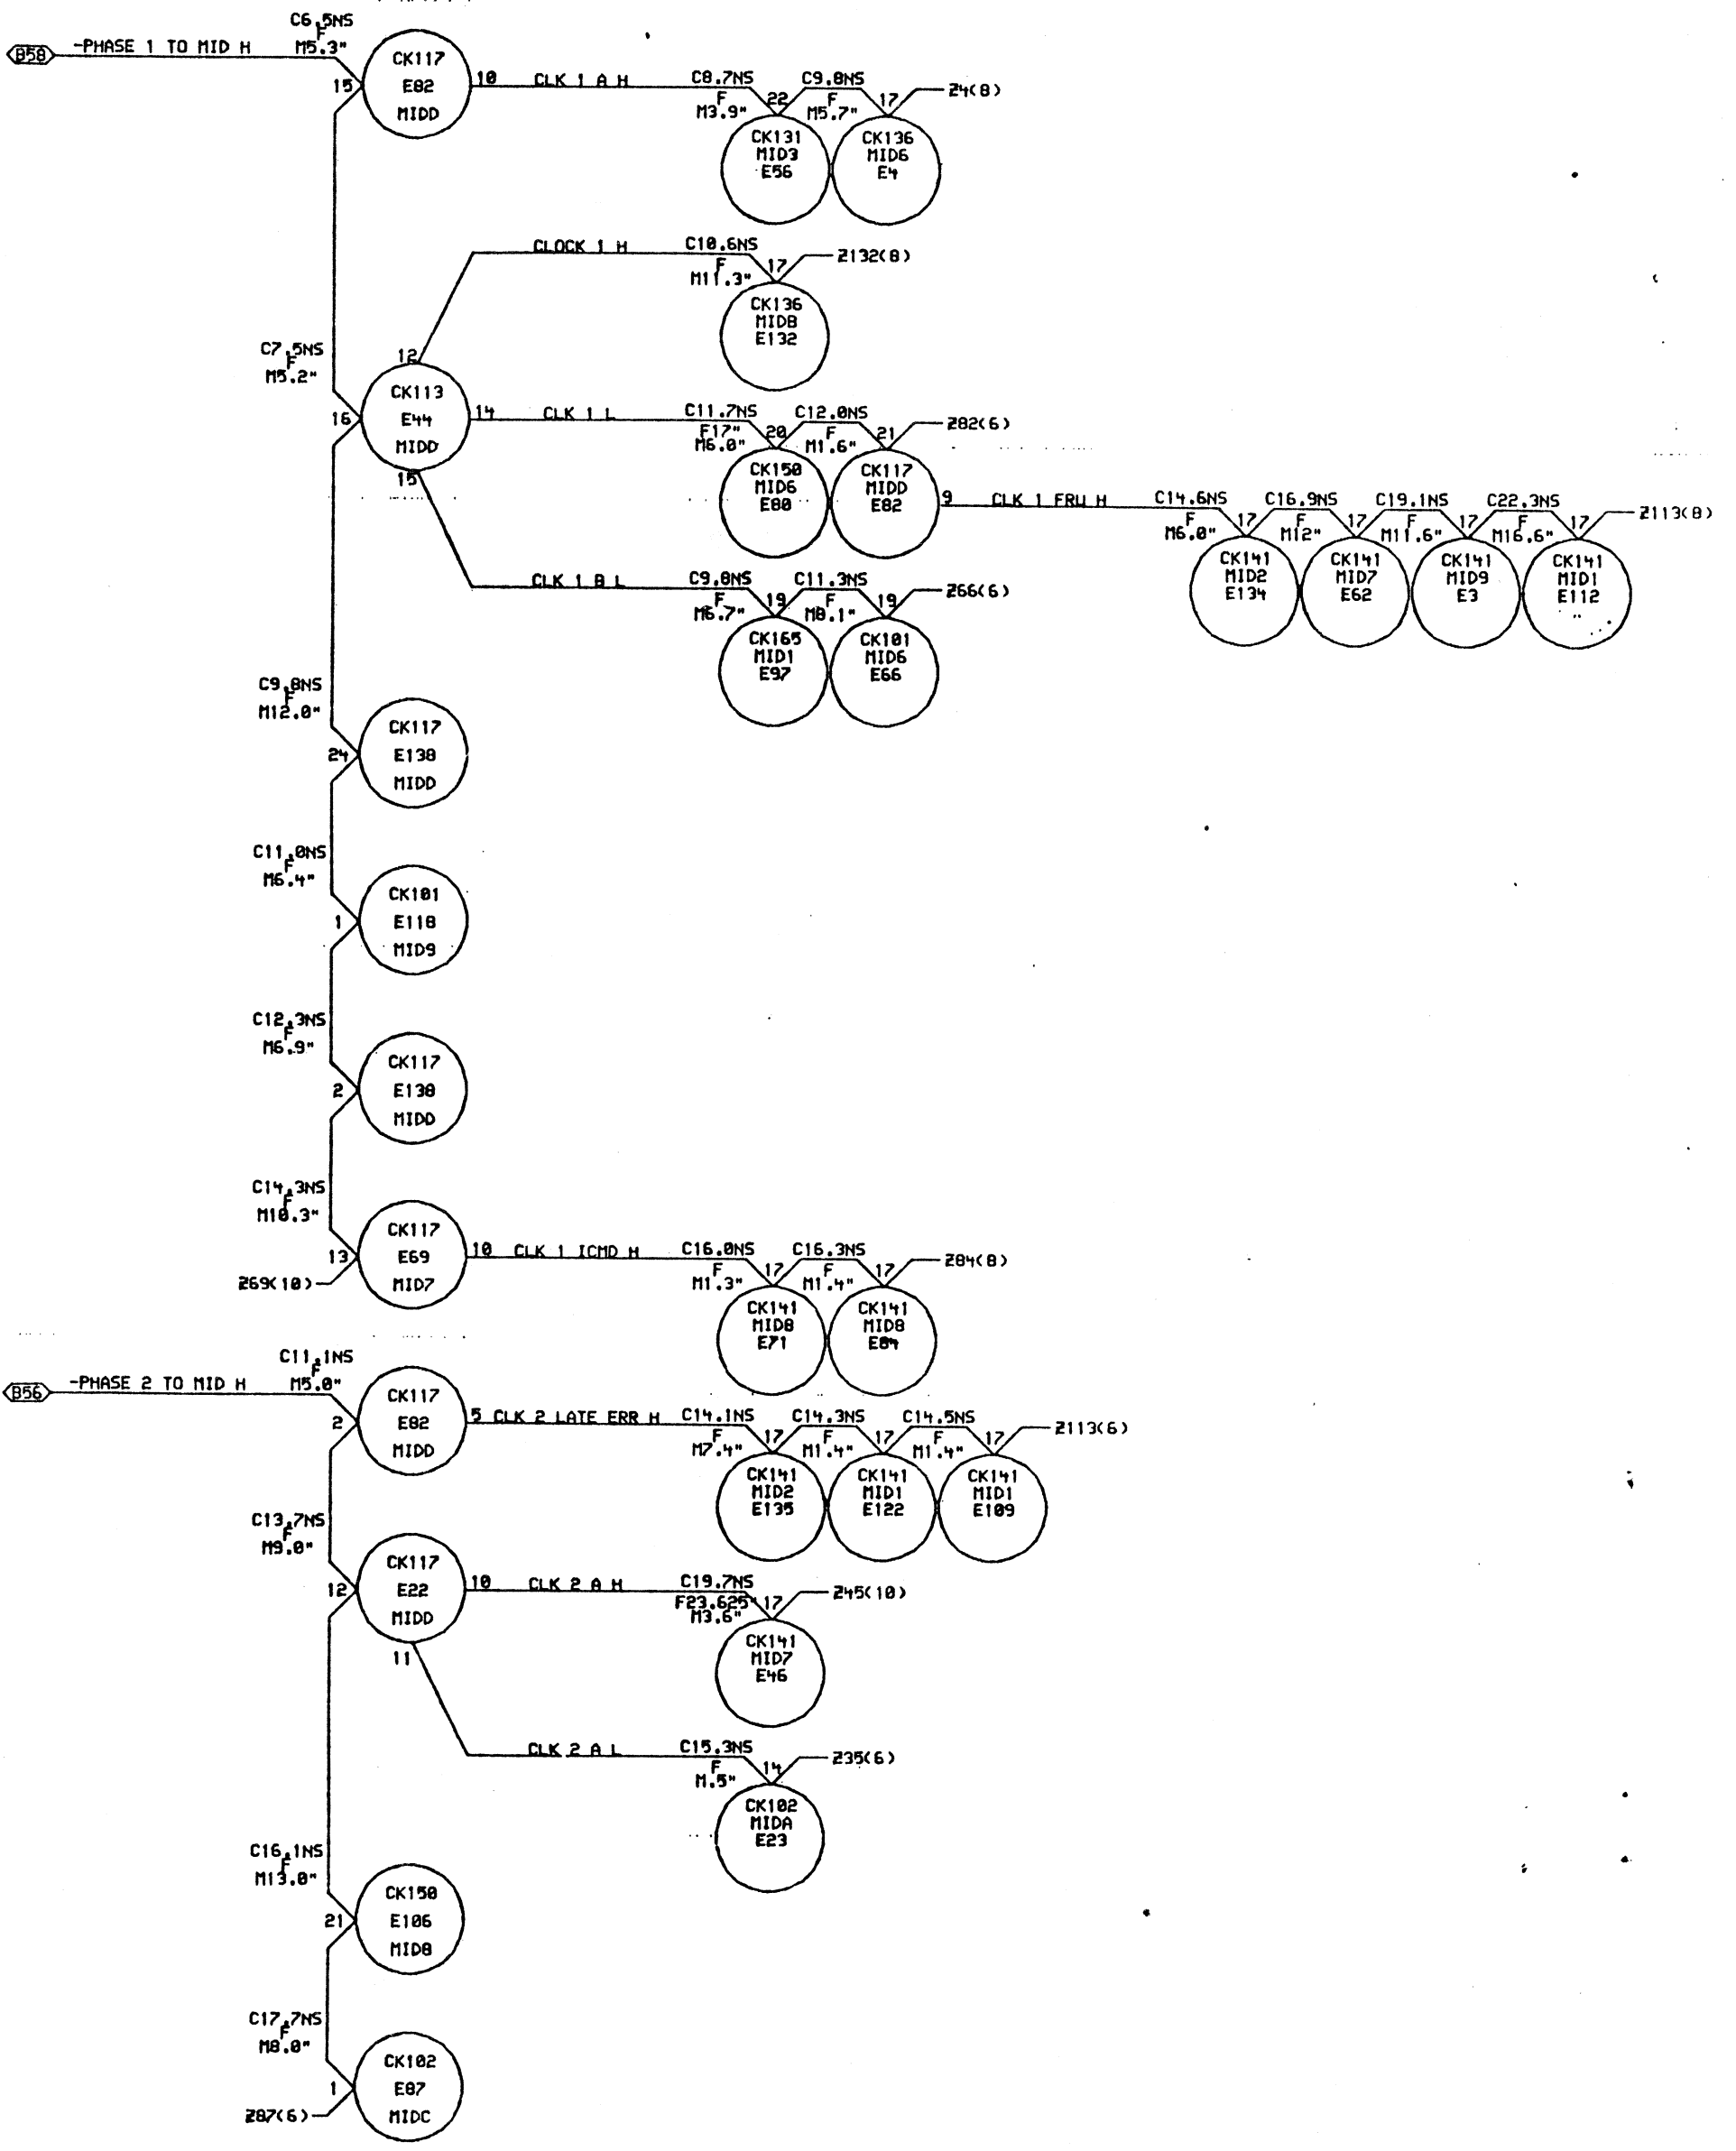 C6.5NS
F
M5.3"
B58
-PHASE 1 TO MID H
15
CK117
E82
MIDD
10
CLK 1 A H
C8.7NS
F
M3.9"
22
C9.8NS
F
M5.7"
17
Z4(8)
CK131
MID3
E56
CK136
MID6
E4
CLOCK 1 H
C10.6NS
F
M11.3"
17
Z132(8)
CK136
MIDB
E132
C7.5NS
F
M5.2"
12
16
CK113
E44
MIDD
14
CLK 1 L
C11.7NS
F17"
M6.0"
20
C12.0NS
F
M1.6"
21
Z82(6)
CK150
MID6
E80
CK117
MIDD
E82
9
CLK 1 FRU H
C14.6NS
F
M6.0"
17
C16.9NS
F
M12"
17
C19.1NS
F
M11.6"
17
C22.3NS
F
M16.6"
17
Z113(8)
CK141
MID2
E134
CK141
MID7
E62
CK141
MID9
E3
CK141
MID1
E112
15
CLK 1 B L
C9.8NS
F
M6.7"
19
C11.3NS
F
M8.1"
19
Z66(6)
CK165
MID1
E97
CK101
MID6
E66
C9.8NS
F
M12.0"
24
CK117
E138
MIDD
C11.0NS
F
M6.4"
1
CK101
E118
MID9
C12.3NS
F
M6.9"
2
CK117
E138
MIDD
C14.3NS
F
M10.3"
13
Z69(10)
CK117
E69
MID7
10
CLK 1 ICMD H
C16.0NS
F
M1.3"
17
C16.3NS
F
M1.4"
17
Z84(8)
CK141
MID8
E71
CK141
MID8
E84
C11.1NS
F
M5.0"
B56
-PHASE 2 TO MID H
2
CK117
E82
MIDD
5
CLK 2 LATE ERR H
C14.1NS
F
M7.4"
17
C14.3NS
F
M1.4"
17
C14.5NS
F
M1.4"
17
Z113(6)
CK141
MID2
E135
CK141
MID1
E122
CK141
MID1
E109
C13.7NS
F
M9.0"
12
CK117
E22
MIDD
10
CLK 2 A H
C19.7NS
F23.625"
M3.6"
17
Z45(10)
CK141
MID7
E46
11
CLK 2 A L
C15.3NS
F
M.5"
14
Z35(6)
CK102
MIDA
E23
C16.1NS
F
M13.0"
21
CK150
E106
MID8
C17.7NS
F
M8.0"
1
Z87(6)
CK102
E87
MIDC